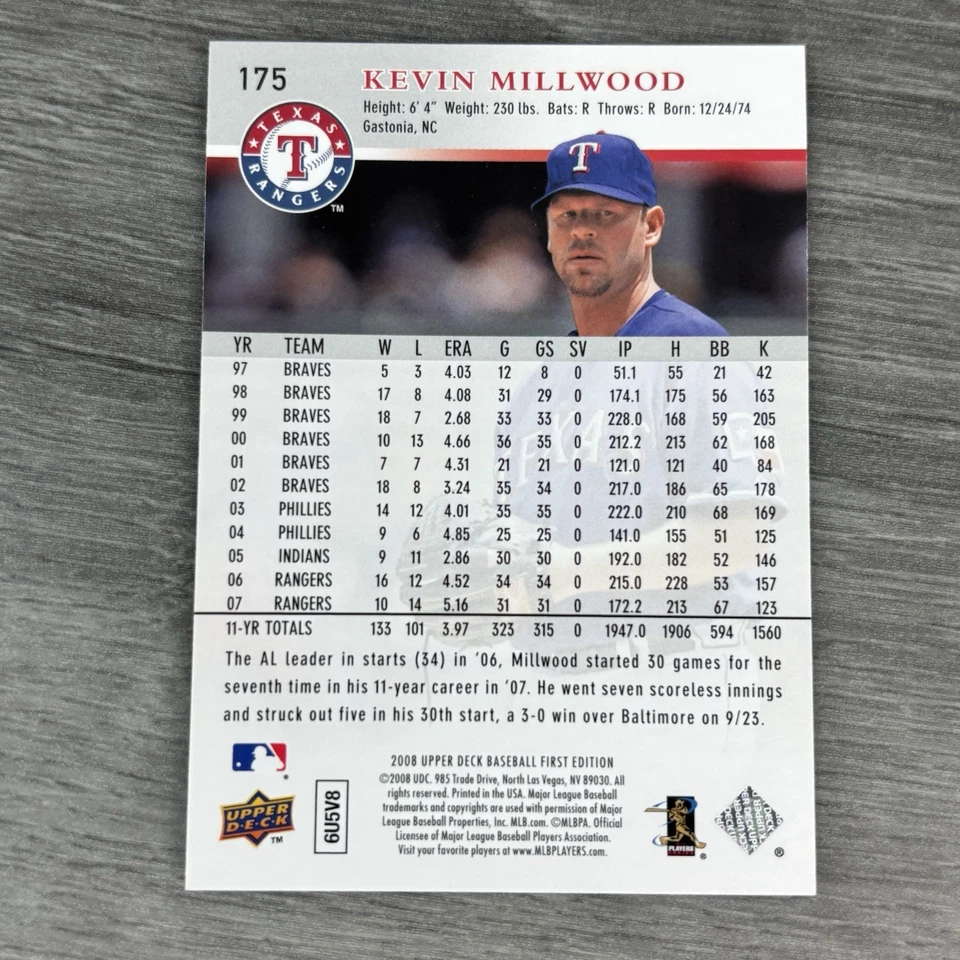 175
KEVIN MILLWOOD
Height: 6' 4" Weight: 230 lbs. Bats: R Throws: R Born: 12/24/74
Gastonia, NC
TEXAS
T
RANGERS
TM
T
YR TEAM W L ERA G GS SV IP H BB K
97 BRAVES 5 3 4.03 12 8 0 51.1 55 21 42
98 BRAVES 17 8 4.08 31 29 0 174.1 175 56 163
99 BRAVES 18 7 2.68 33 33 0 228.0 168 59 205
00 BRAVES 10 13 4.66 36 35 0 212.2 213 62 168
01 BRAVES 7 7 4.31 21 21 0 121.0 121 40 84
02 BRAVES 18 8 3.24 35 34 0 217.0 186 65 178
03 PHILLIES 14 12 4.01 35 35 0 222.0 210 68 169
04 PHILLIES 9 6 4.85 25 25 0 141.0 155 51 125
05 INDIANS 9 11 2.86 30 30 0 192.0 182 52 146
06 RANGERS 16 12 4.52 34 34 0 215.0 228 53 157
07 RANGERS 10 14 5.16 31 31 0 172.2 213 67 123
11-YR TOTALS 133 101 3.97 323 315 0 1947.0 1906 594 1560
The AL leader in starts (34) in '06, Millwood started 30 games for the
seventh time in his 11-year career in '07. He went seven scoreless innings
and struck out five in his 30th start, a 3-0 win over Baltimore on 9/23.
2008 UPPER DECK BASEBALL FIRST EDITION
©2008 UDC. 985 Trade Drive, North Las Vegas, NV 89030. All
rights reserved. Printed in the USA. Major League Baseball
trademarks and copyrights are used with permission of Major
League Baseball Properties, Inc. MLB.com. ©MLBPA. Official
Licensee of Major League Baseball Players Association.
Visit your favorite players at www.MLBPLAYERS.com.
UPPER
D·E·C·K
TM
6U5V8
PLAYERS
CHOICE
®
®